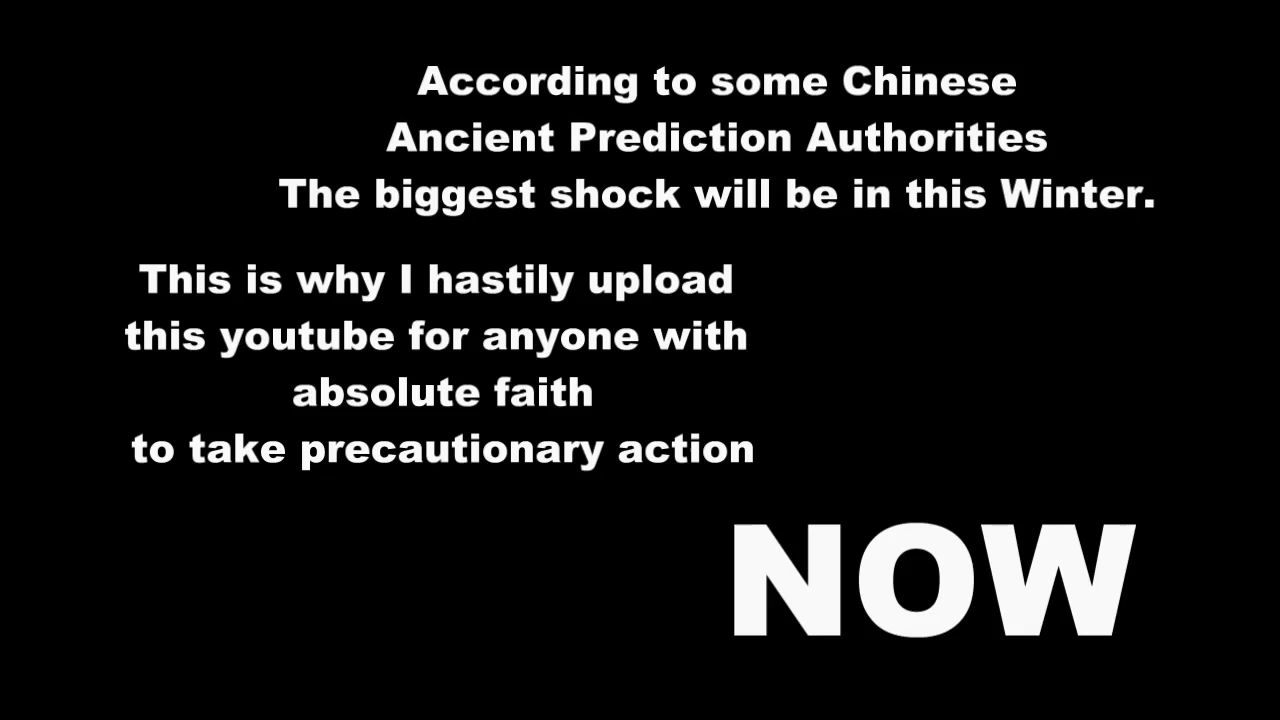 According to some Chinese
Ancient Prediction Authorities
The biggest shock will be in this Winter.
This is why I hastily upload
this youtube for anyone with
absolute faith
to take precautionary action
NOW